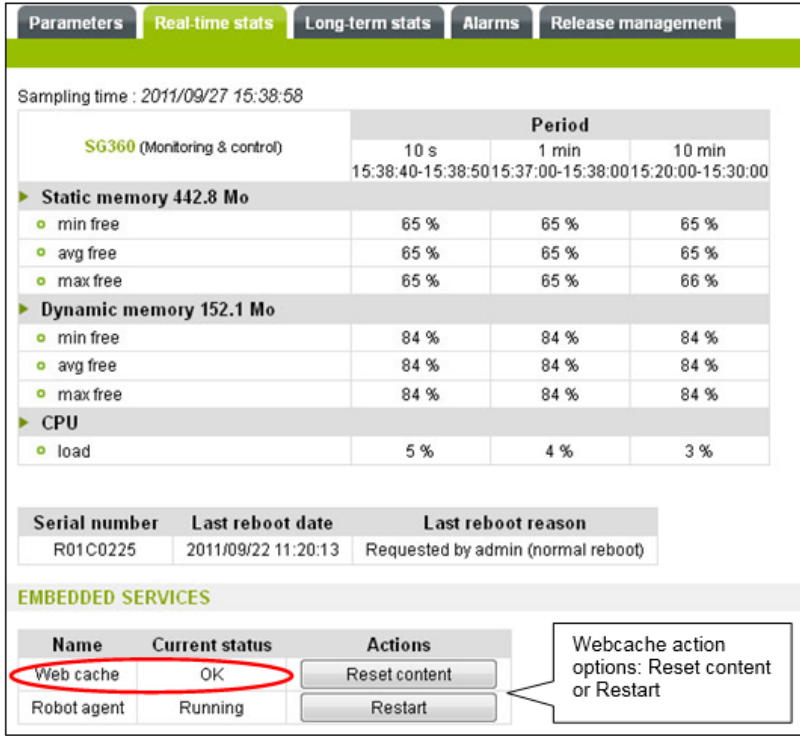 Parameters Real-time stats Long-term stats Alarms Release management
Sampling time : 2011/09/27 15:38:58
SG360 (Monitoring & control) Period
10 s 1 min 10 min
15:38:40-15:38:50 15:37:00-15:38:00 15:20:00-15:30:00
Static memory 442.8 Mo
min free 65 % 65 % 65 %
avg free 65 % 65 % 65 %
max free 65 % 65 % 66 %
Dynamic memory 152.1 Mo
min free 84 % 84 % 84 %
avg free 84 % 84 % 84 %
max free 84 % 84 % 84 %
CPU
load 5 % 4 % 3 %
Serial number Last reboot date Last reboot reason
R01C0225 2011/09/22 11:20:13 Requested by admin (normal reboot)
EMBEDDED SERVICES
Name Current status Actions
Web cache OK Reset content
Robot agent Running Restart
Webcache action
options: Reset content
or Restart